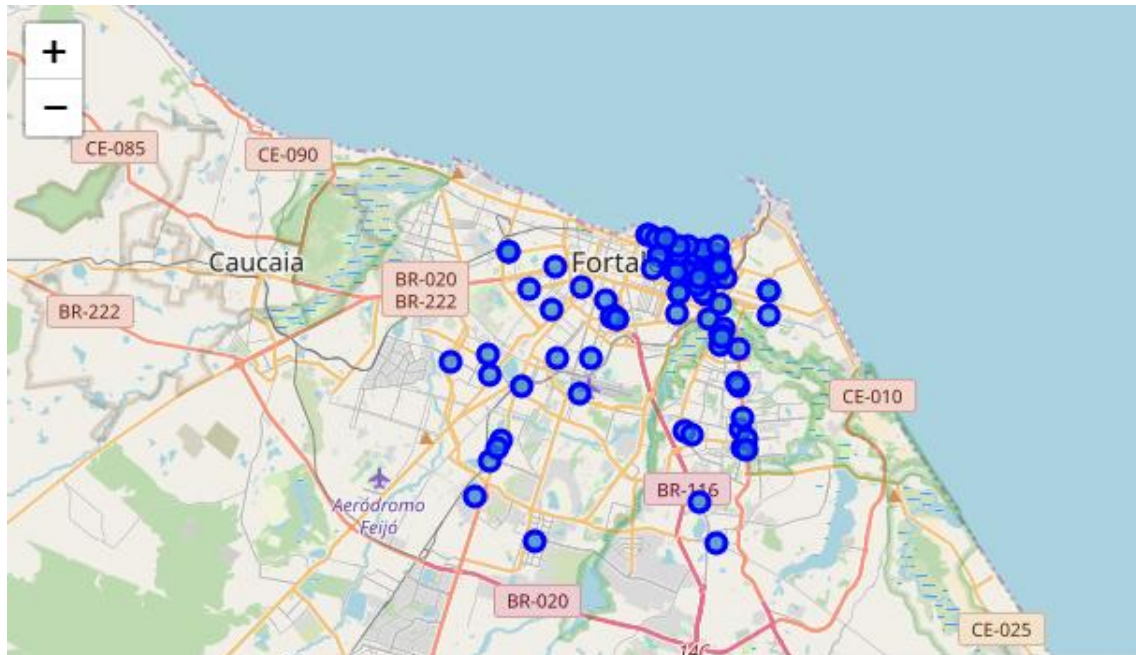 +
−
CE-085
CE-090
Caucaia
Fortal
BR-020
BR-222
BR-222
CE-010
BR-116
Aeródromo
Feijó
BR-020
CE-025